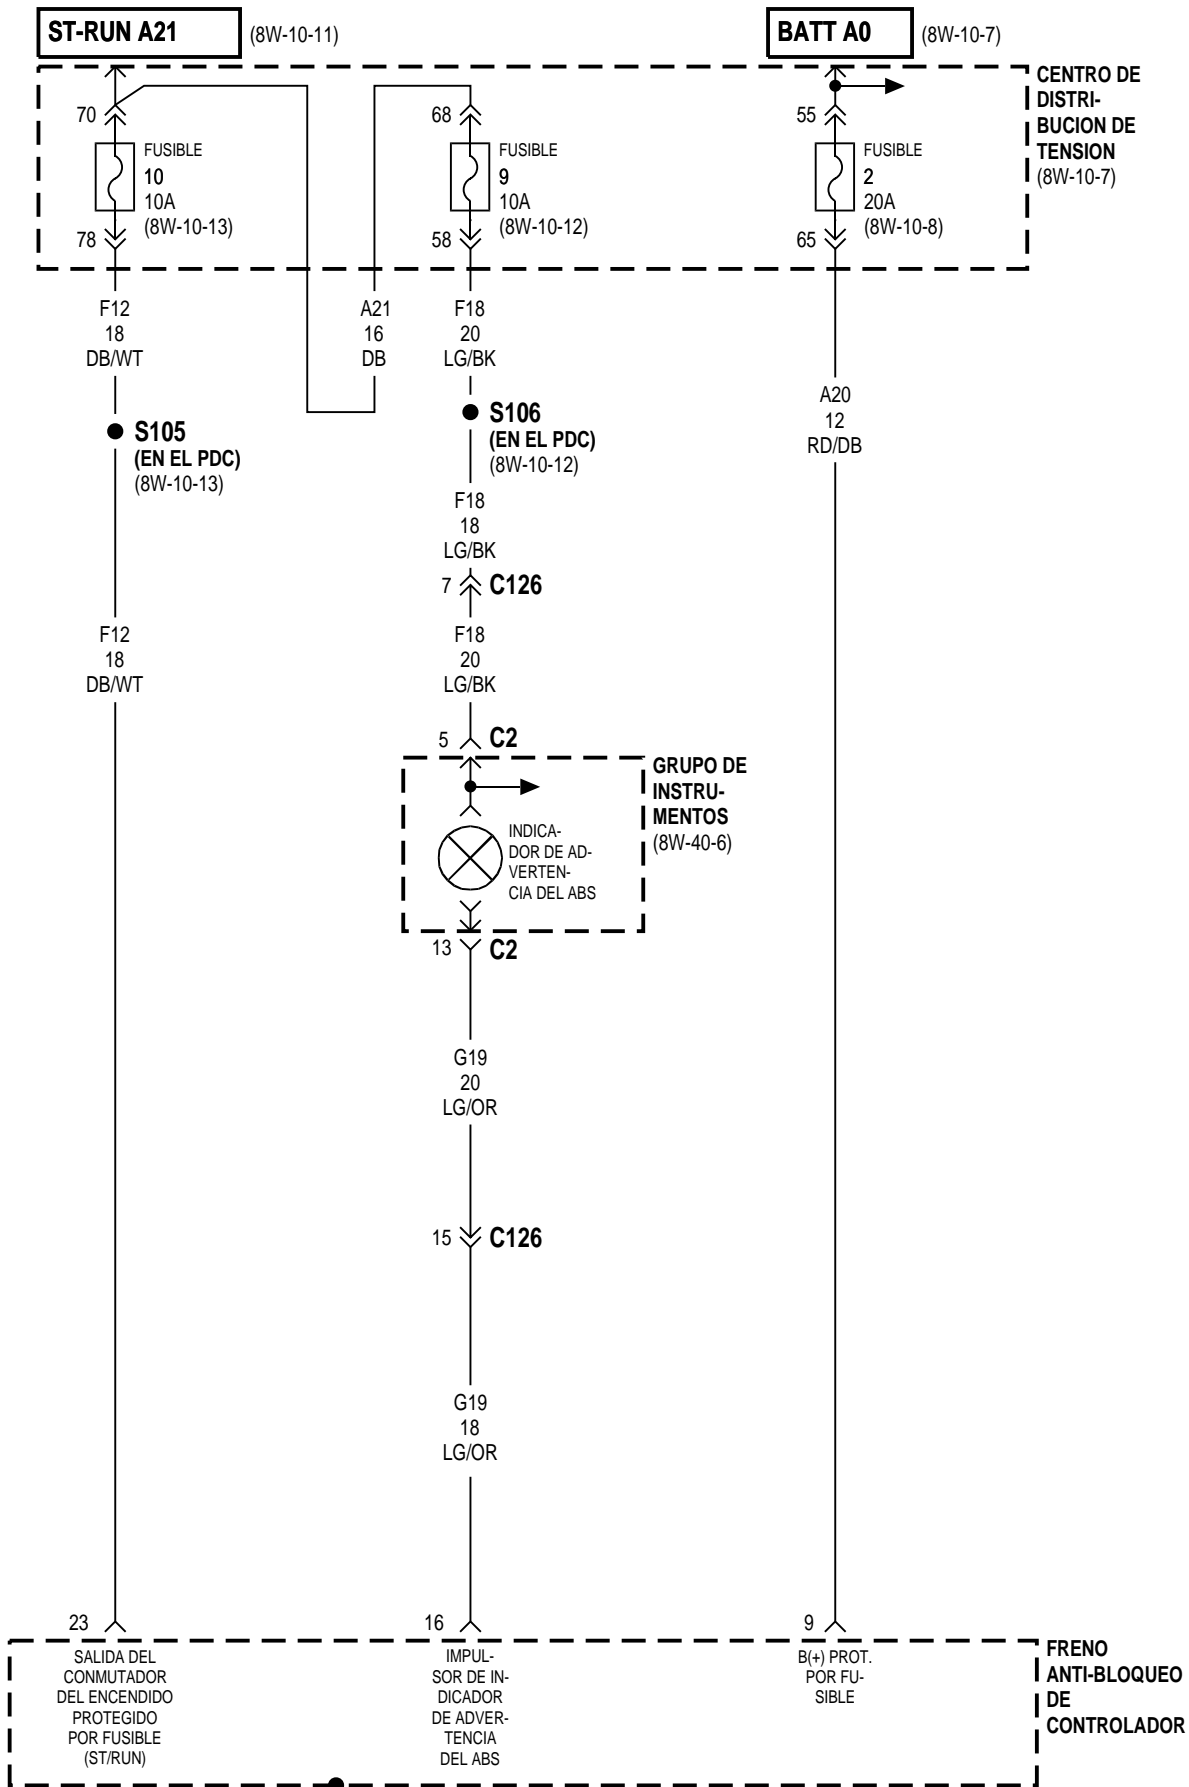 ST-RUN A21
(8W-10-11)
BATT A0
(8W-10-7)
CENTRO DE
DISTRI-
BUCION DE
TENSION
(8W-10-7)
70
FUSIBLE
10
10A
(8W-10-13)
78
68
FUSIBLE
9
10A
(8W-10-12)
58
55
FUSIBLE
2
20A
(8W-10-8)
65
F12
18
DB/WT
A21
16
DB
F18
20
LG/BK
A20
12
RD/DB
S105
(EN EL PDC)
(8W-10-13)
S106
(EN EL PDC)
(8W-10-12)
F18
18
LG/BK
7
C126
F12
18
DB/WT
F18
20
LG/BK
5
C2
GRUPO DE
INSTRU-
MENTOS
(8W-40-6)
INDICA-
DOR DE AD-
VERTEN-
CIA DEL ABS
13
C2
G19
20
LG/OR
15
C126
G19
18
LG/OR
23
16
9
SALIDA DEL
CONMUTADOR
DEL ENCENDIDO
PROTEGIDO
POR FUSIBLE
(ST/RUN)
IMPUL-
SOR DE IN-
DICADOR
DE ADVER-
TENCIA
DEL ABS
B(+) PROT.
POR FU-
SIBLE
FRENO
ANTI-BLOQUEO
DE
CONTROLADOR